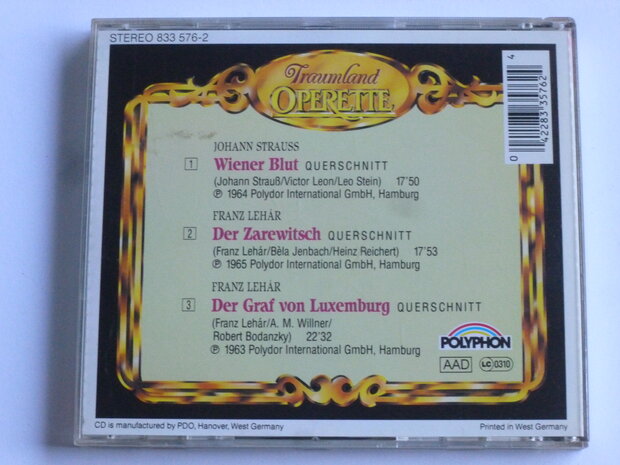 STEREO 833 576-2
Traumland
OPERETTE
0 42283 35762 4
JOHANN STRAUSS
1 Wiener Blut QUERSCHNITT
(Johann Strauß/Victor Leon/Leo Stein) 17'50
℗ 1964 Polydor International GmbH, Hamburg
FRANZ LEHÁR
2 Der Zarewitsch QUERSCHNITT
(Franz Lehár/Bèla Jenbach/Heinz Reichert) 17'53
℗ 1965 Polydor International GmbH, Hamburg
FRANZ LEHÁR
3 Der Graf von Luxemburg QUERSCHNITT
(Franz Lehár/A. M. Willner/
Robert Bodanzky) 22'32
℗ 1963 Polydor International GmbH, Hamburg
POLYPHON
AAD LC 0310
CD is manufactured by PDO, Hanover, West Germany
Printed in West Germany